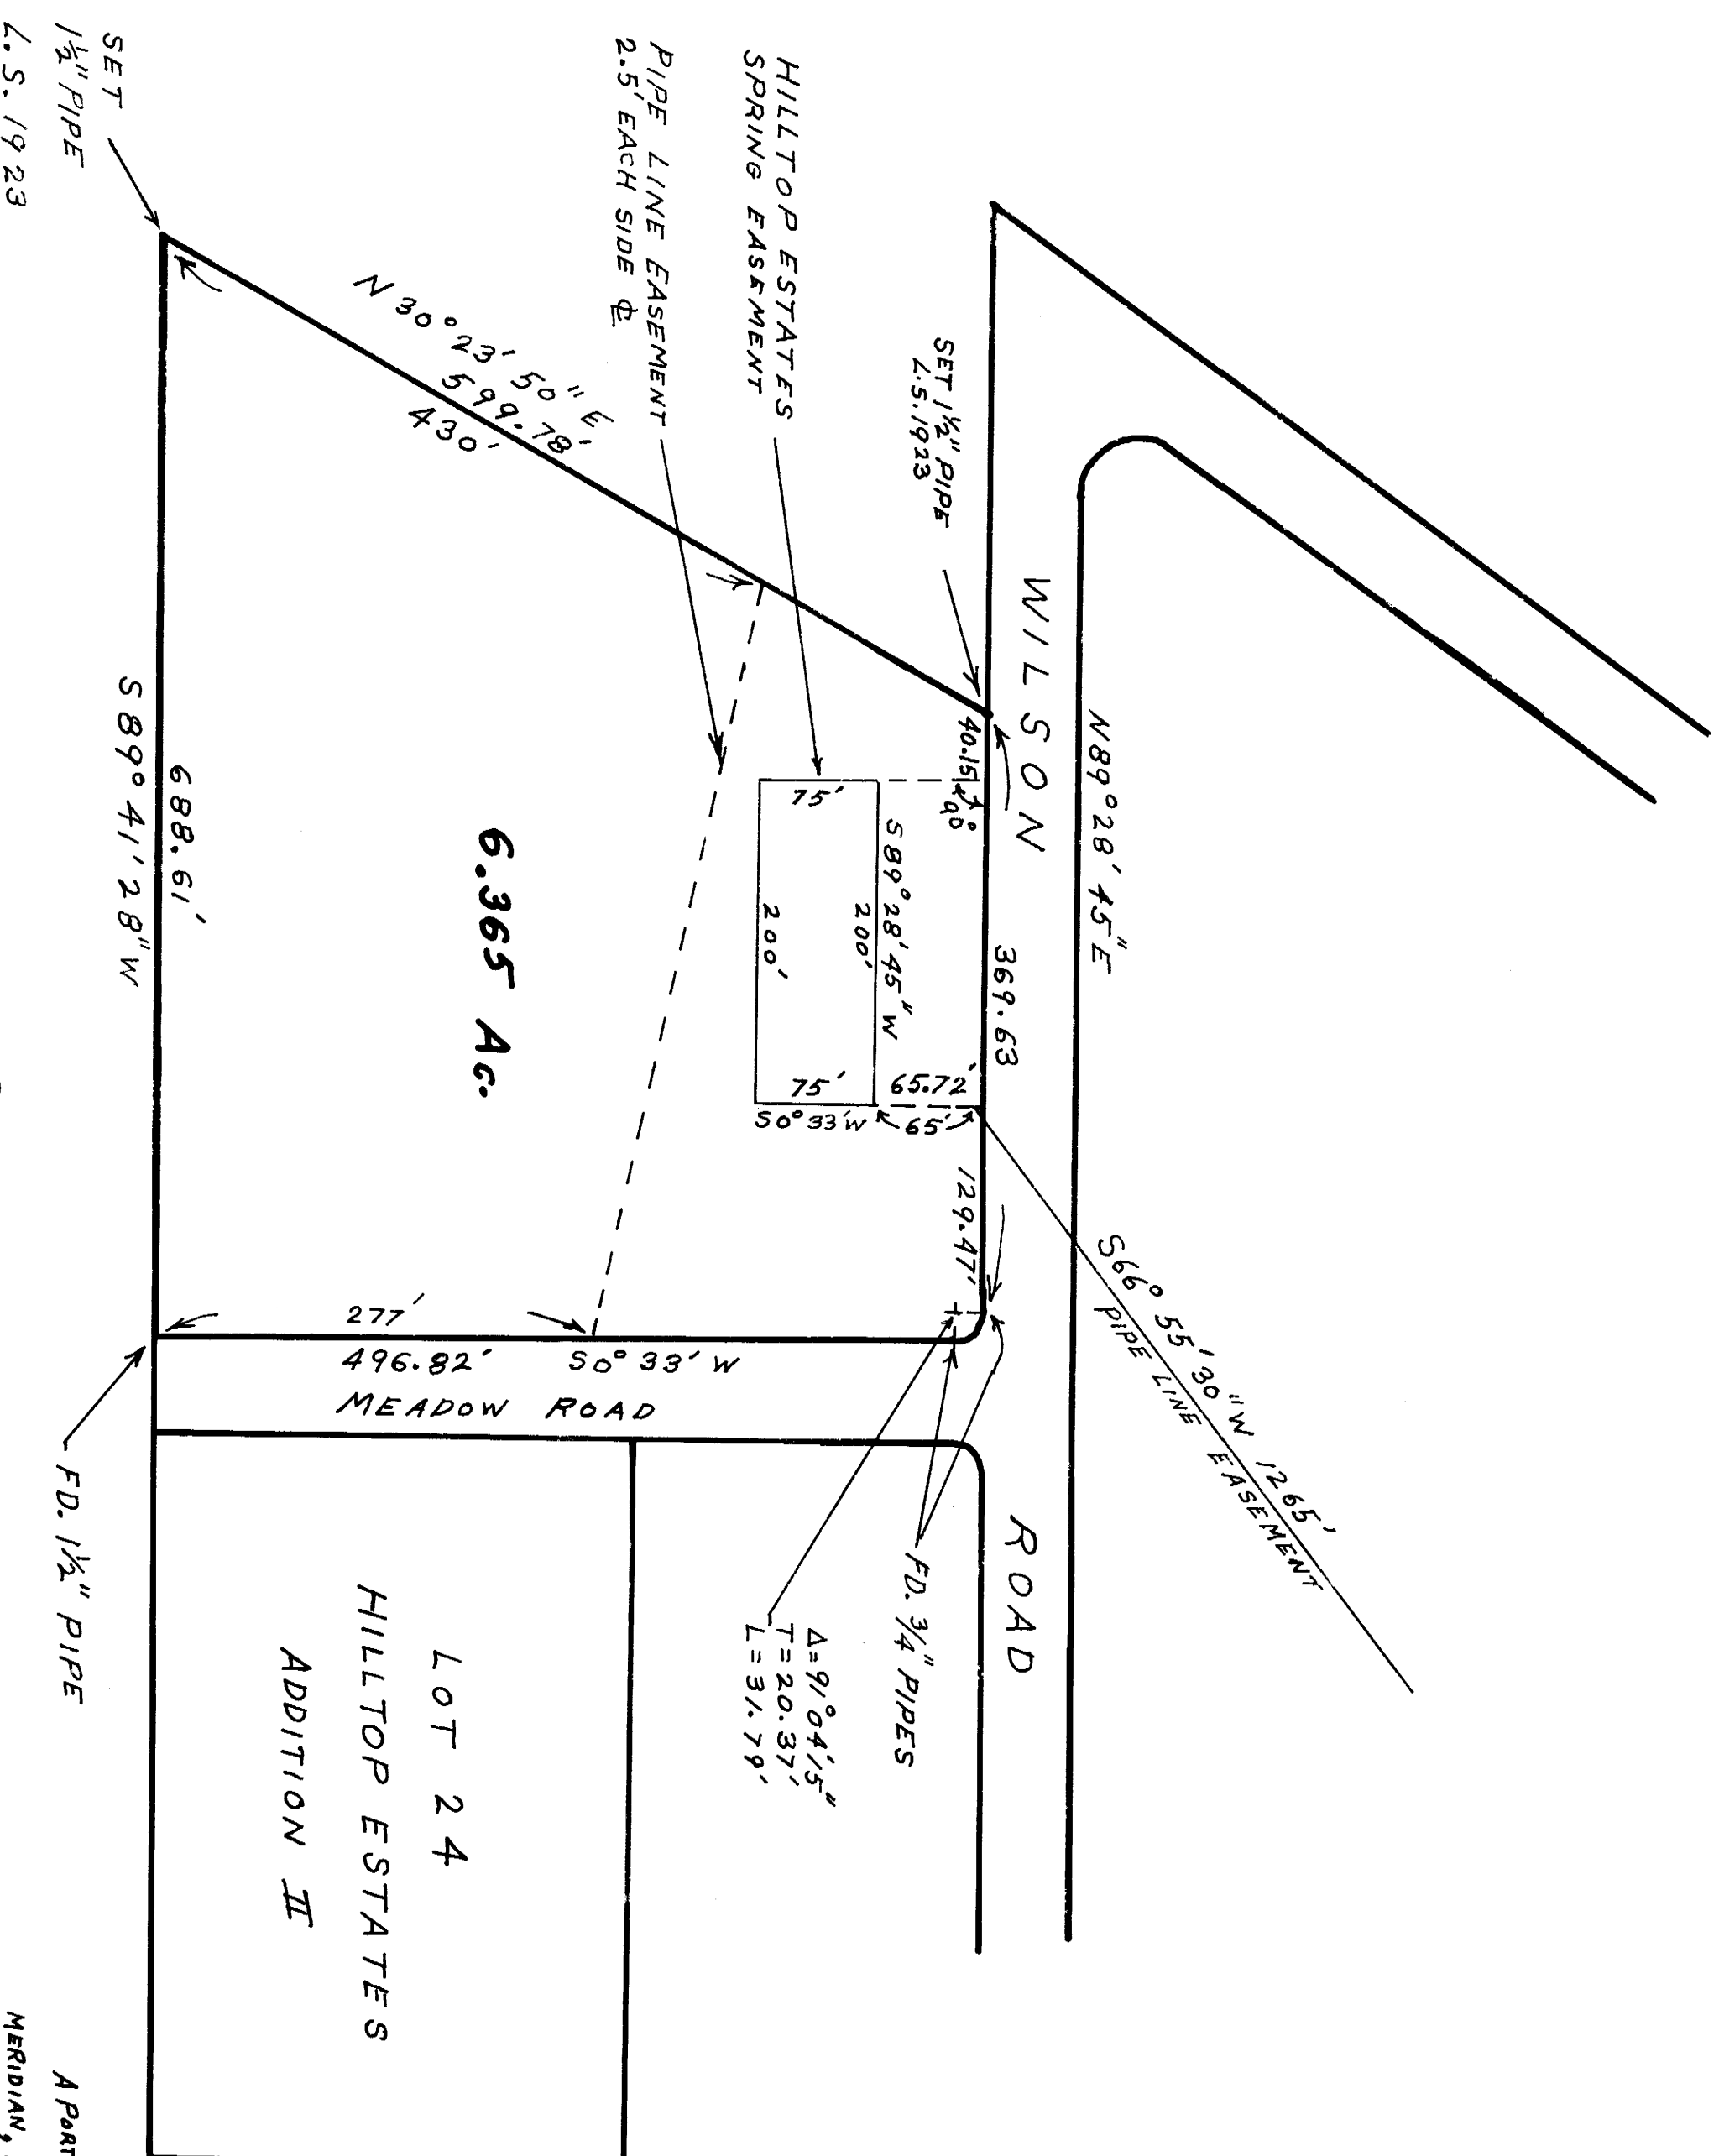 N89°28'45"E
WILSON ROAD
S66°55'30"W 1265'
PIPE LINE EASEMENT
SET 1½" PIPE
L.S.1923
369.63
40.15
90°
129.47'
65.72'
65'
HILLTOP ESTATES
SPRING EASEMENT
S89°28'45"W
200'
75'
75'
200'
S0°33'W
PIPE LINE EASEMENT
2.5' EACH SIDE ℄
N30°23'50"E
599.78'
430'
FD. 3/4" PIPES
Δ=91°04'15"
T=20.37'
L=31.79'
6.365 Ac.
277'
496.82' S0°33'W
MEADOW ROAD
LOT 24
HILLTOP ESTATES
ADDITION II
688.61'
S89°41'28"W
SET
1½" PIPE
L.S. 1923
FD. 1½" PIPE
A PORT
MERIDIAN,